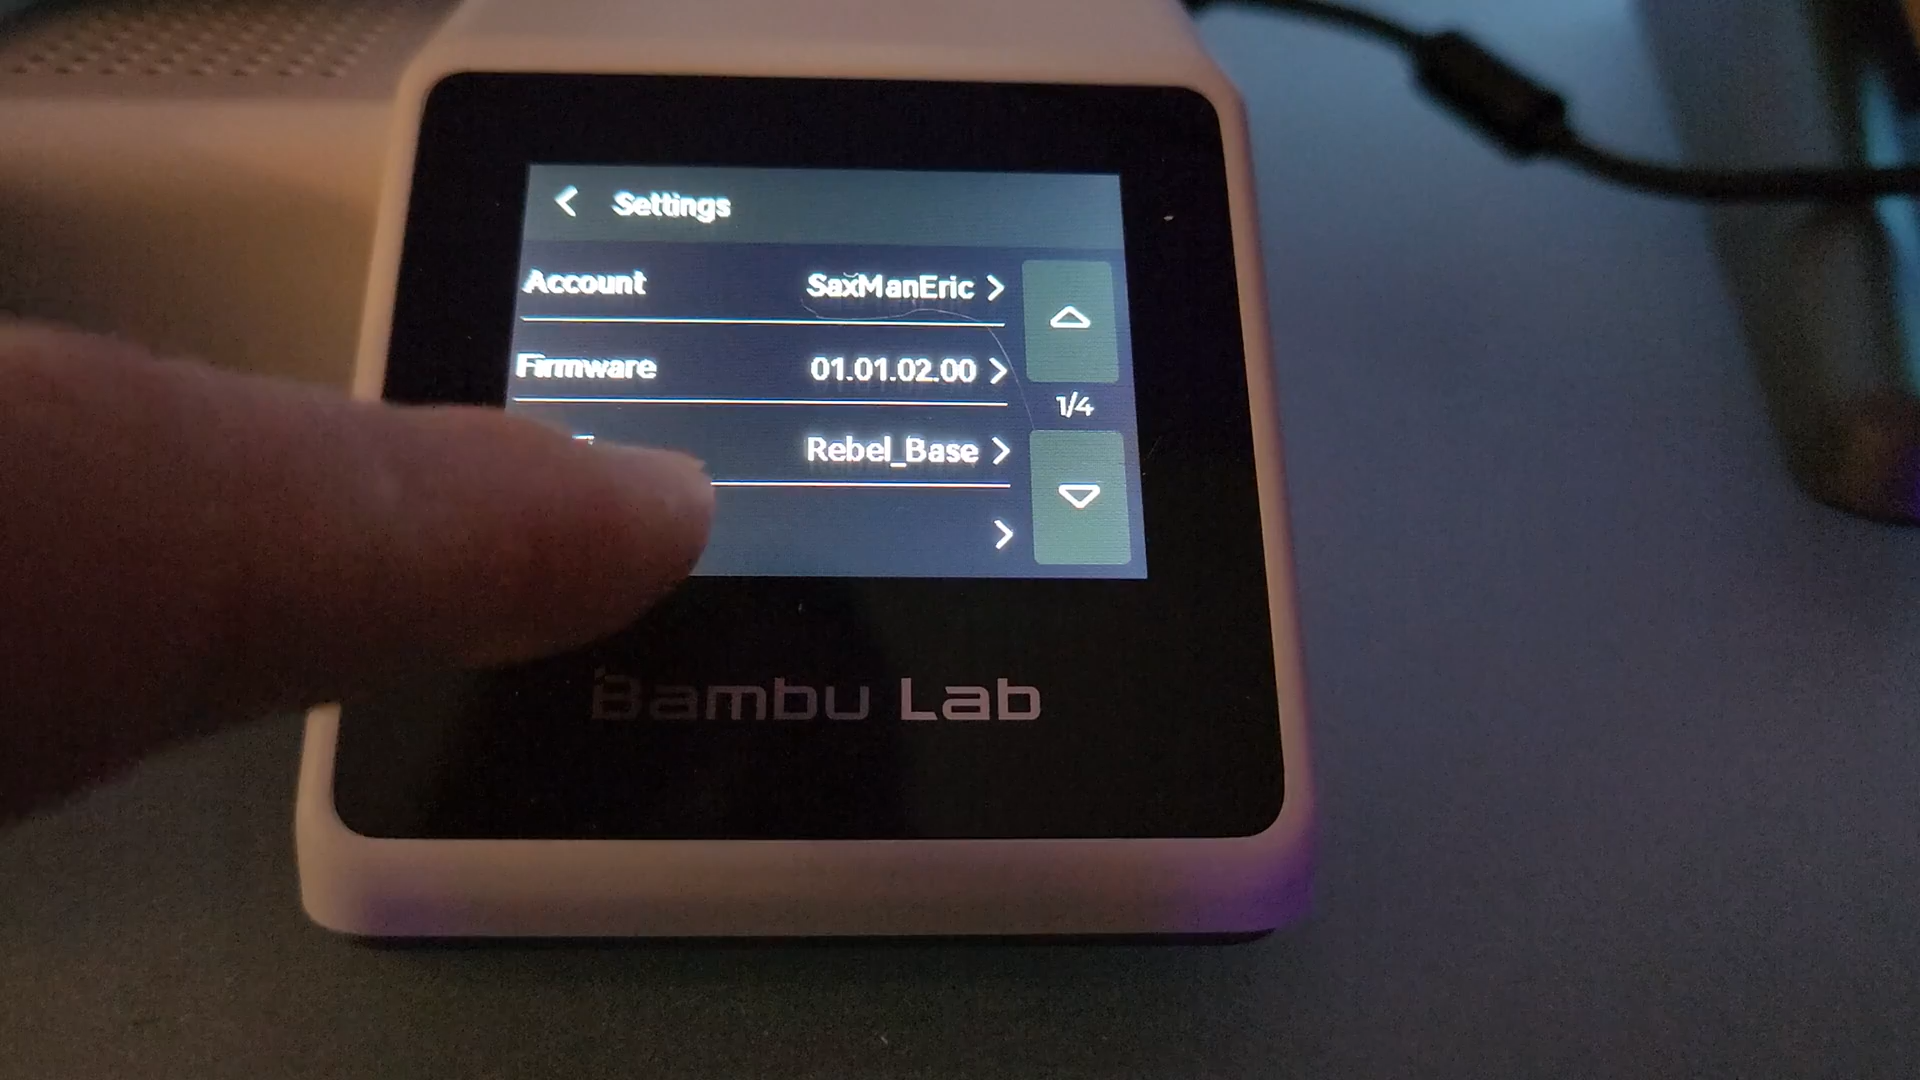 Settings
Account SaxManEric
Firmware 01.01.02.00
1/4
Rebel_Base
Bambu Lab